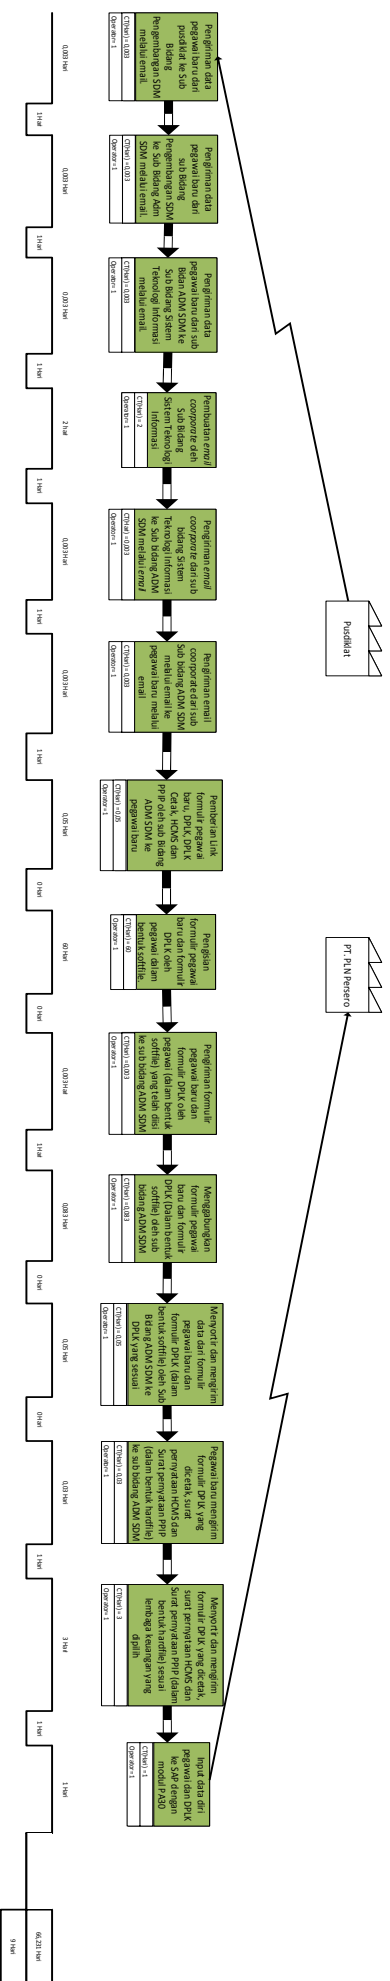 Pusdiklat
PT. PLN Persero
Pengiriman data
pegawai baru dari
pusdiklat ke Sub
Bidang
Pengembangan SDM
melalui email.
CT(Hari) = 0,003
Operator= 1
Pengiriman data
pegawai baru dari
sub Bidang
Pengembangan SDM
ke Sub Bidang Adm
SDM melalui email.
CT(Hari) = 0,003
Operator= 1
Pengiriman data
pegawai baru dari sub
Bidan ADM SDM ke
Sub Bidang Sistem
Teknologi Informasi
melalui email.
CT(Hari) = 0,003
Operator= 1
Pembuatan email
coorporate oleh
Sub Bidang
Sistem Teknologi
Informasi
CT(Hari) = 2
Operator= 1
Pengiriman email
coorporate dari sub
bidang Sistem
Teknologi Informasi
ke Sub bidang ADM
SDM melalui email
CT(Hari) = 0,003
Operator= 1
Pengiriman email
coorporate dari sub
Sub bidang ADM SDM
melalui email ke
pegawai baru melalui
email
CT(Hari) = 0,003
Operator= 1
Pemberian Link
formulir pegawai
baru, DPLK, DPLK
Cetak, HCMS dan
PPIP oleh sub Bidang
ADM SDM ke
pegawai baru
CT(Hari) = 0,05
Operator= 1
Pengisian
formulir pegawai
baru dan formulir
DPLK oleh
pegawai dalam
bentuk softfile.
CT(Hari) = 60
Operator= 1
Pengiriman formulir
pegawai baru dan
formulir DPLK oleh
pegawai (dalam bentuk
softfile) yang telah diisi
ke sub bidang ADM SDM
CT(Hari) = 0,003
Operator= 1
Menggabungkan
formulir pegawai
baru dan formulir
DPLK (Dalam bentuk
softfile) oleh sub
bidang ADM SDM
CT(Hari) = 0,083
Operator= 1
Menyortir dan mengirim
data dari formulir
pegawai baru dan
formulir DPLK (dalam
bentuk softfile) oleh Sub
Bidang ADM SDM ke
DPLK yang sesuai
CT(Hari) = 0,05
Operator= 1
Pegawai baru mengirim
formulir DPLK yang
dicetak, surat
pernyataan HCMS dan
Surat pernyataan PPIP
(dalam bentuk hardfile)
ke sub bidang ADM SDM
CT(Hari) = 0,03
Operator= 1
Menyortir dan mengirim
formulir DPLK yang dicetak,
surat pernyataan HCMS dan
Surat pernyataan PPIP (dalam
bentuk hardfile) sesuai
lembaga keuangan yang
dipilih
CT(Hari) = 3
Operator= 1
Input data diri
pegawai dan DPLK
ke SAP dengan
modul PA30
CT(Hari) = 1
Operator= 1
0,003 Hari
1 Hari
0,003 Hari
1 Hari
0,003 Hari
1 Hari
2 hari
1 Hari
0,003 Hari
1 Hari
0,003 Hari
1 Hari
0,05 Hari
0 Hari
60 Hari
0 Hari
0,003 Hari
1 Hari
0,083 Hari
0 Hari
0,05 Hari
0 Hari
0,03 Hari
1 Hari
3 Hari
1 Hari
1 Hari
66,231 Hari
9 Hari